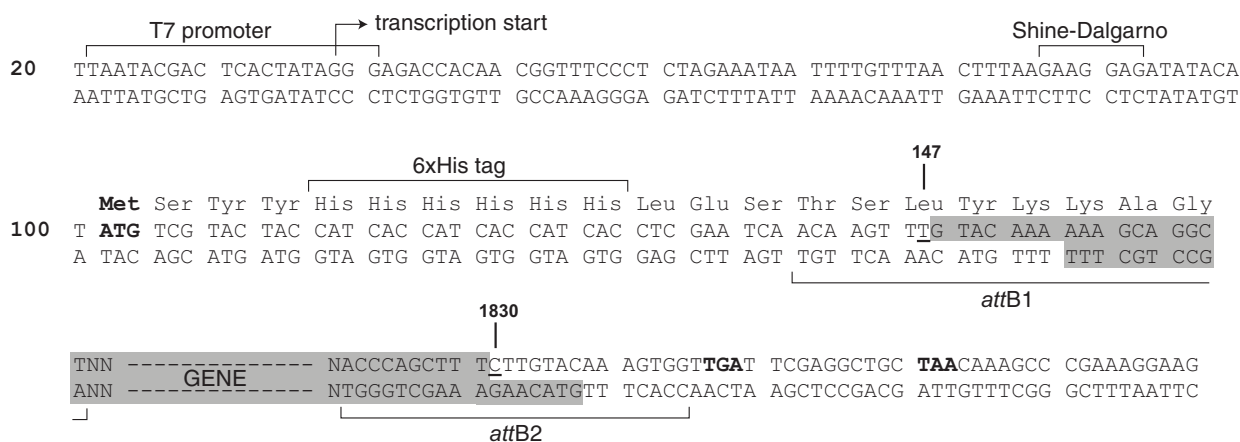 T7 promoter transcription start Shine-Dalgarno
20 TTAATACGAC TCACTATAGG GAGACCACAA CGGTTTCCCT CTAGAAATAA TTTTGTTTAA CTTTAAGAAG GAGATATACA
AATTATGCTG AGTGATATCC CTCTGGTGTT GCCAAAGGGA GATCTTTATT AAAACAAATT GAAATTCTTC CTCTATATGT
6xHis tag 147
Met Ser Tyr Tyr His His His His His His Leu Glu Ser Thr Ser Leu Tyr Lys Lys Ala Gly
100 T ATG TCG TAC TAC CAT CAC CAT CAC CAT CAC CTC GAA TCA ACA AGT TTG TAC AAA AAA GCA GGC
A TAC AGC ATG ATG GTA GTG GTA GTG GTA GTG GAG CTT AGT TGT TCA AAC ATG TTT TTT CGT CCG
attB1
1830
TNN NACCCAGCTTT CTTGTACAA AGTGGTTGAT TCGAGGCTGC TAACAAAGCC CGAAAGGAAG
GENE
ANN NTGGGTCGAAA AGAACATGTT TCACCAACTAA AGCTCCGACG ATTGTTTCGG GCTTTAATTC
attB2